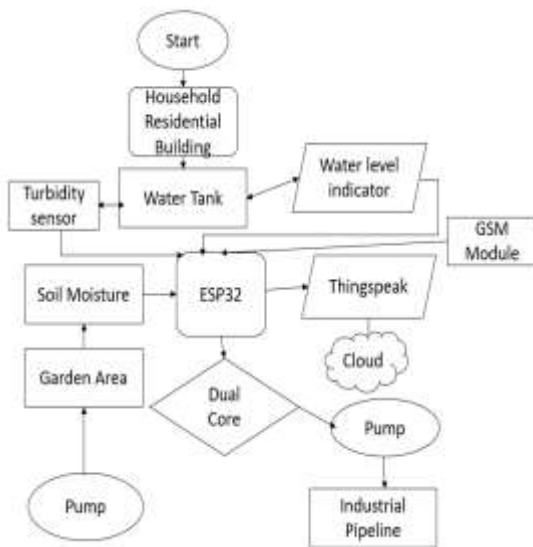 Start
Household
Residential
Building
Water level
indicator
Turbidity
sensor
Water Tank
GSM
Module
Soil Moisture
ESP32
Thingspeak
Cloud
Garden Area
Dual
Core
Pump
Pump
Industrial
Pipeline